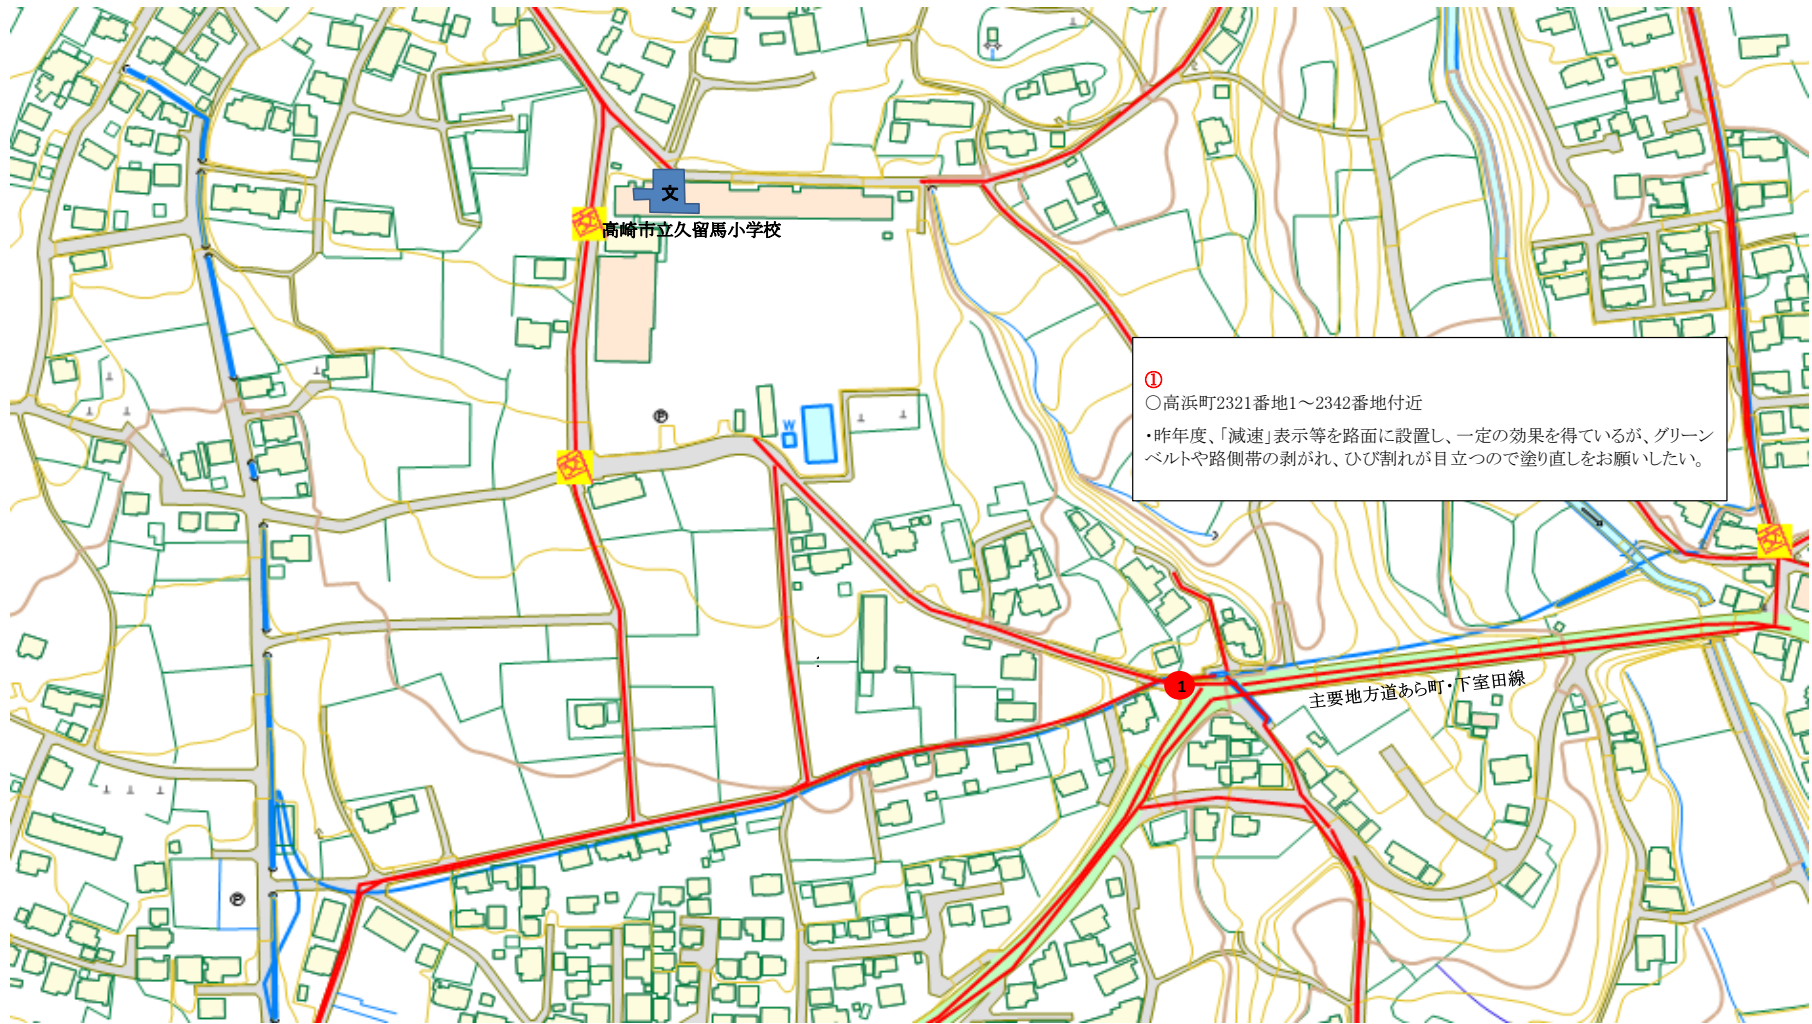 文
高崎市立久留馬小学校
①
○高浜町2321番地1～2342番地付近
・昨年度、「減速」表示等を路面に設置し、一定の効果を得ているが、グリーン
ベルトや路側帯の剥がれ、ひび割れが目立つので塗り直しをお願いしたい。
P
W
1
主要地方道あら町・下室田線
P